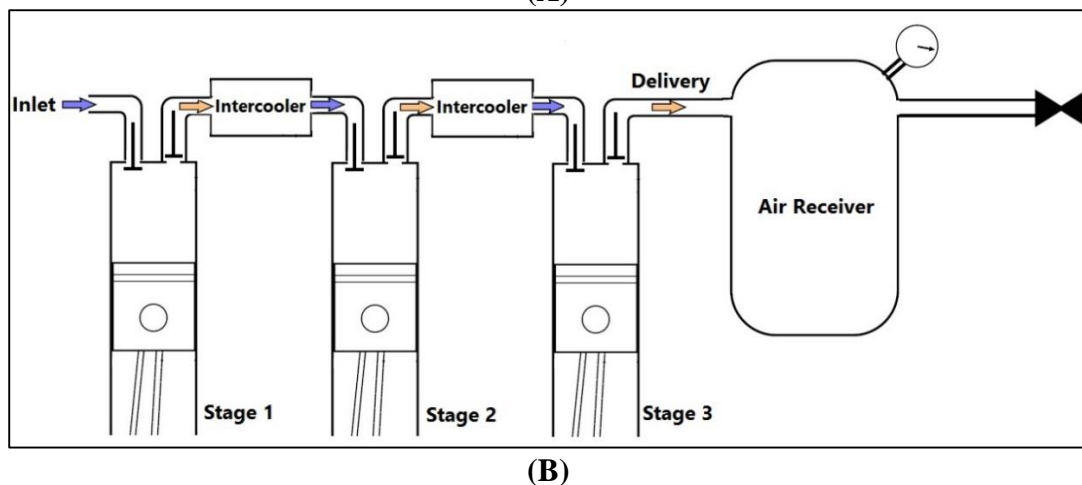 Delivery
Inlet
Intercooler
Intercooler
Air Receiver
Stage 1
Stage 2
Stage 3
(B)